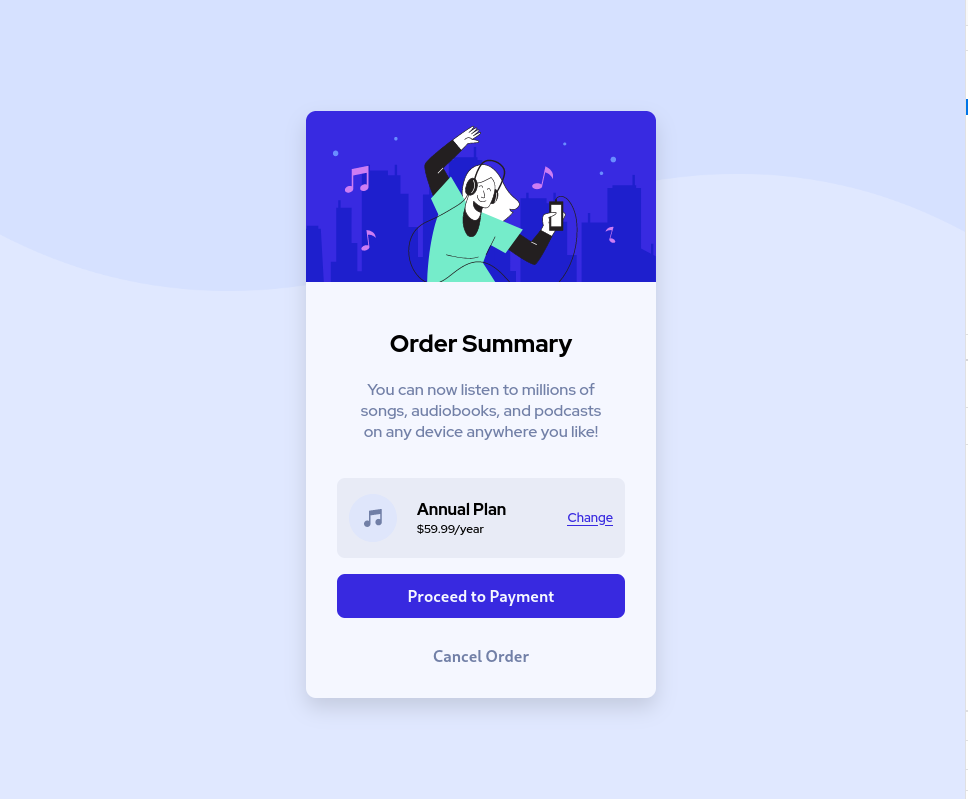 Order Summary
You can now listen to millions of
songs, audiobooks, and podcasts
on any device anywhere you like!
Annual Plan
$59.99/year
Change
Proceed to Payment
Cancel Order